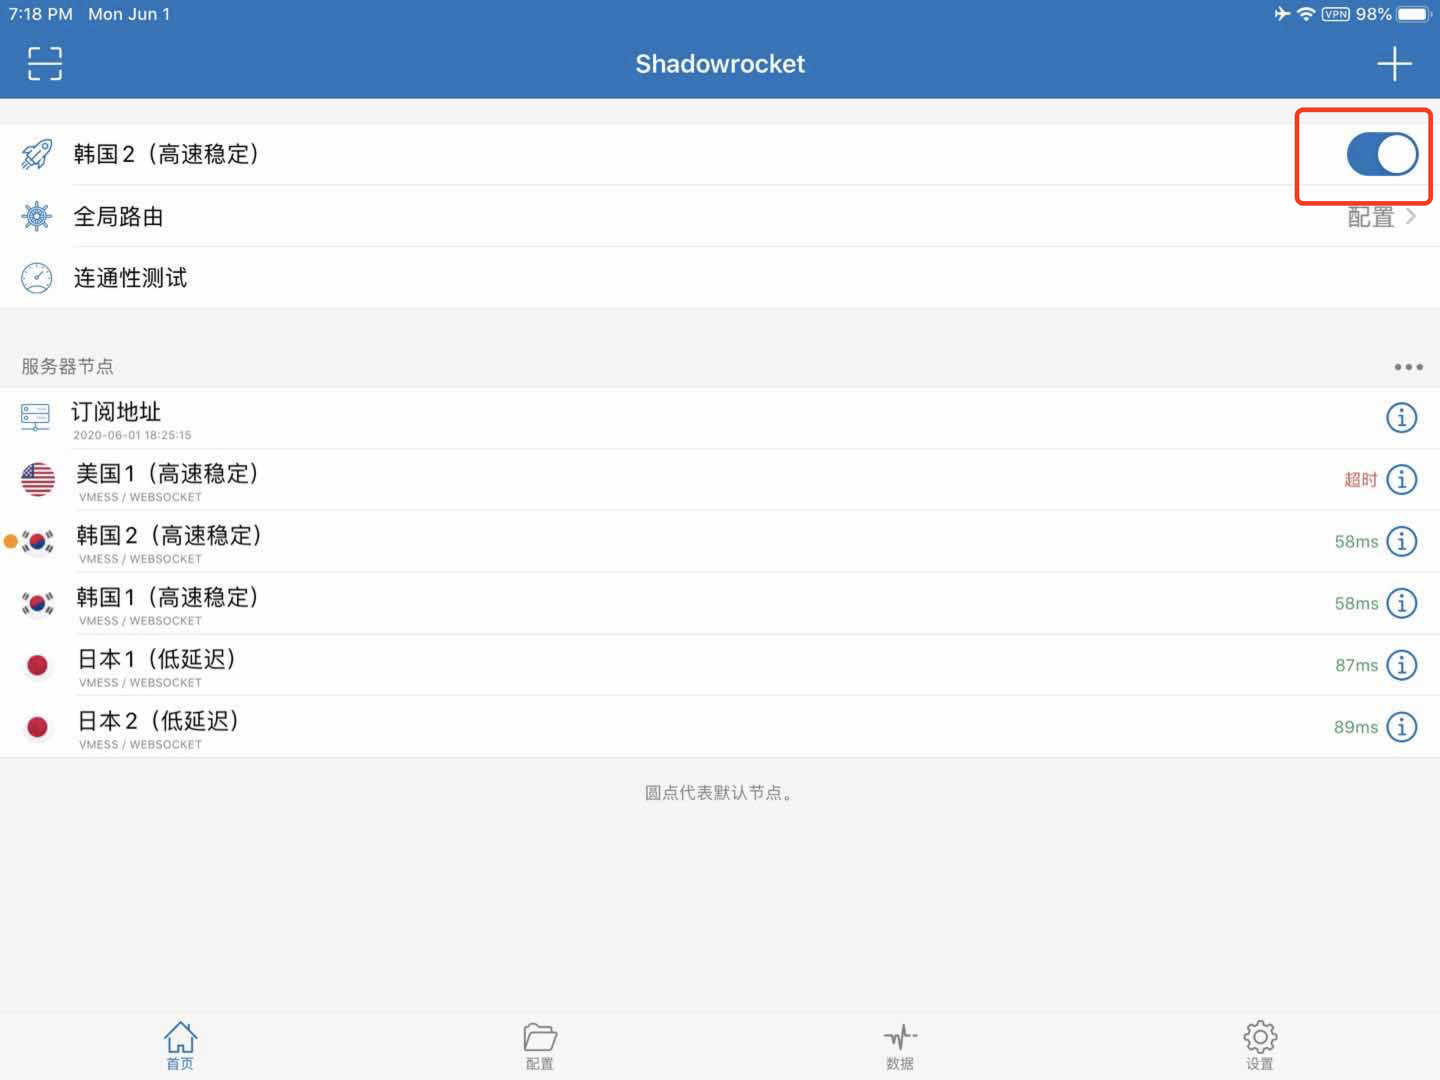 7:18 PM Mon Jun 1 VPN 98%
Shadowrocket
韩国2（高速稳定）
全局路由 配置
连通性测试
服务器节点
订阅地址
2020-06-01 18:25:15
美国1（高速稳定） 超时
VMESS / WEBSOCKET
韩国2（高速稳定） 58ms
VMESS / WEBSOCKET
韩国1（高速稳定） 58ms
VMESS / WEBSOCKET
日本1（低延迟） 87ms
VMESS / WEBSOCKET
日本2（低延迟） 89ms
VMESS / WEBSOCKET
圆点代表默认节点。
首页 配置 数据 设置